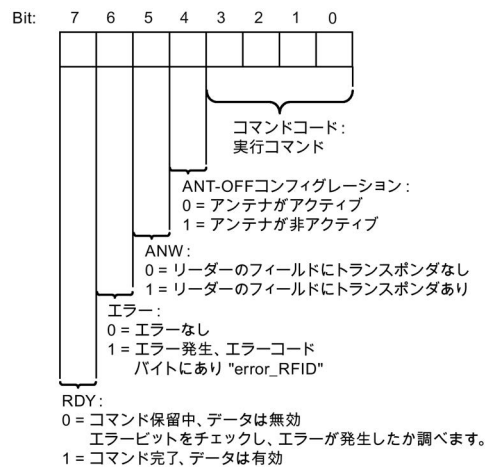 Bit: 7 6 5 4 3 2 1 0
コマンドコード:
実行コマンド
ANT-OFFコンフィグレーション:
0 = アンテナがアクティブ
1 = アンテナが非アクティブ
ANW:
0 = リーダーのフィールドにトランスポンダなし
1 = リーダーのフィールドにトランスポンダあり
エラー:
0 = エラーなし
1 = エラー発生、エラーコード
バイトにあり "error_RFID"
RDY:
0 = コマンド保留中、データは無効
エラービットをチェックし、エラーが発生したか調べます。
1 = コマンド完了、データは有効